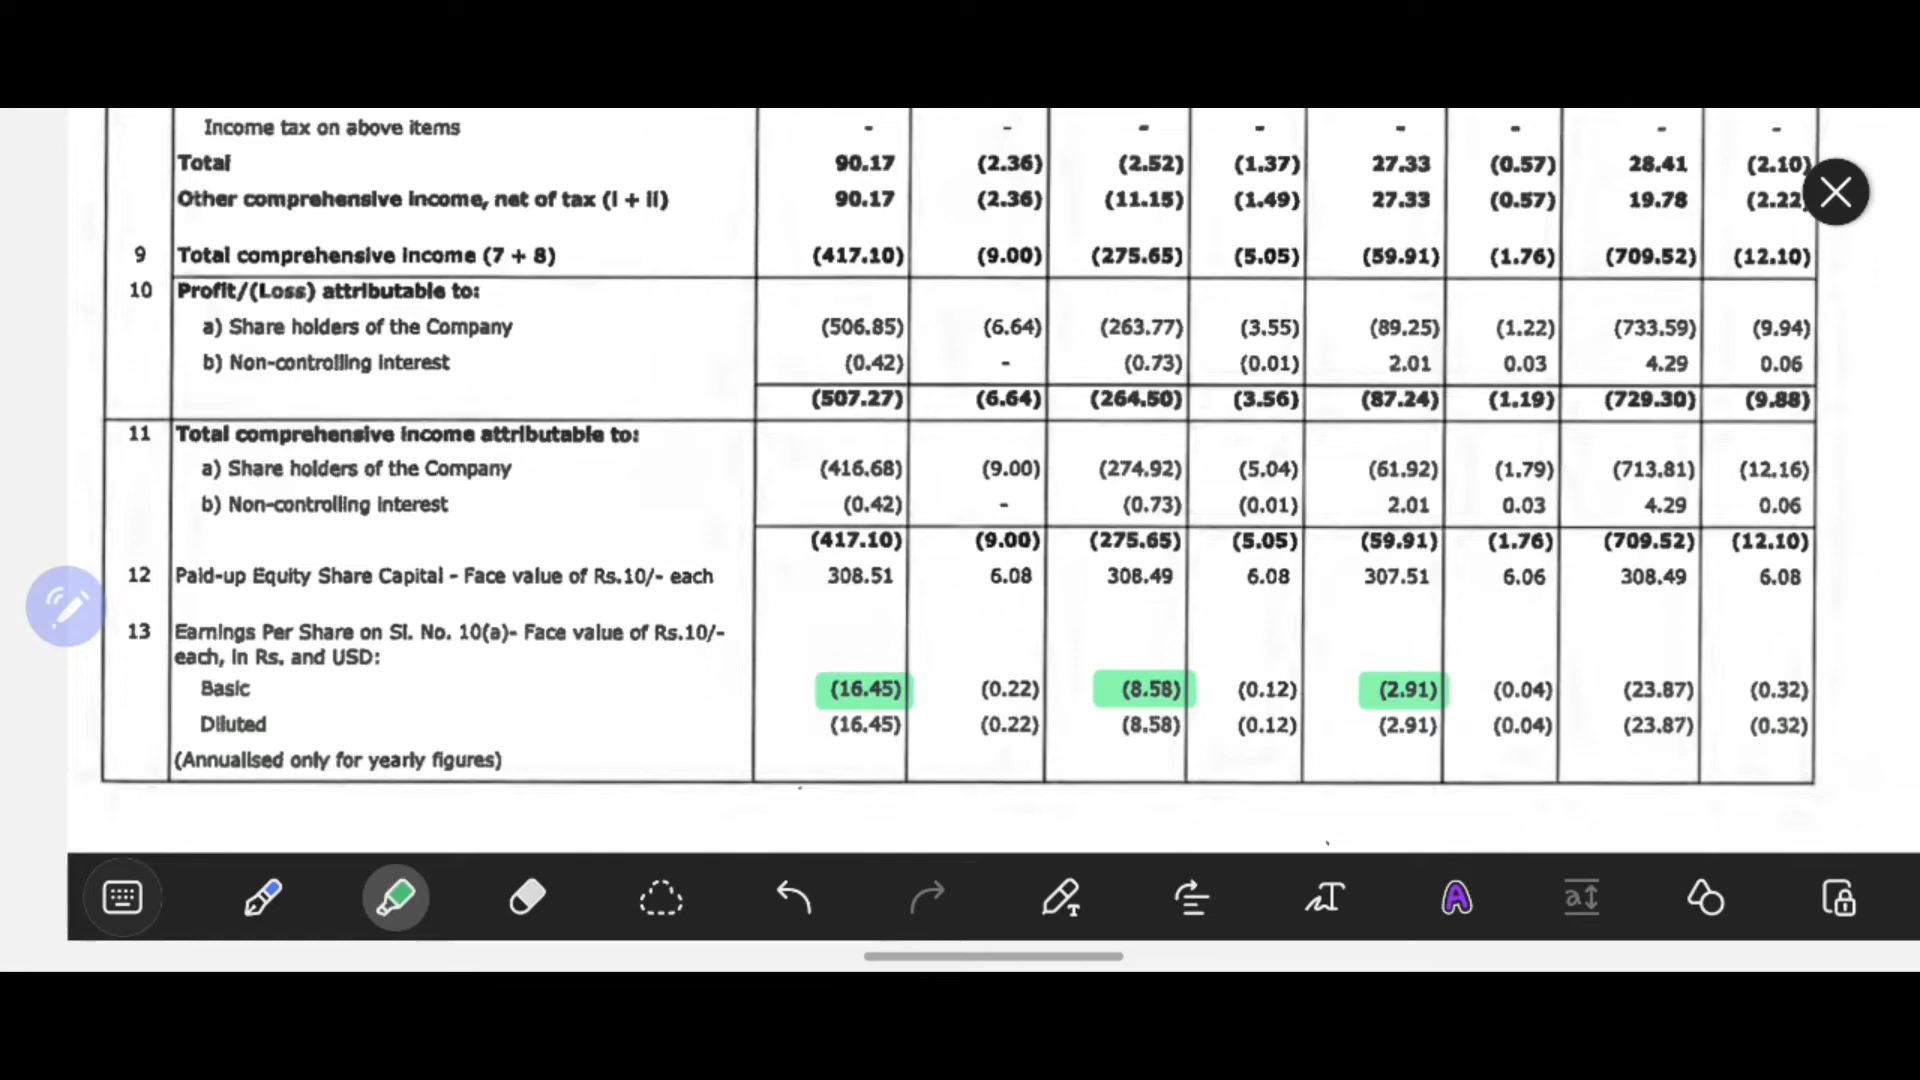 Income tax on above items - - - - - - - -
Total 90.17 (2.36) (2.52) (1.37) 27.33 (0.57) 28.41 (2.10)
Other comprehensive income, net of tax (I + II) 90.17 (2.36) (11.15) (1.49) 27.33 (0.57) 19.78 (2.22
9 Total comprehensive income (7 + 8) (417.10) (9.00) (275.65) (5.05) (59.91) (1.76) (709.52) (12.10)
10 Profit/(Loss) attributable to:
a) Share holders of the Company (506.85) (6.64) (263.77) (3.55) (89.25) (1.22) (733.59) (9.94)
b) Non-controlling interest (0.42) - (0.73) (0.01) 2.01 0.03 4.29 0.06
(507.27) (6.64) (264.50) (3.56) (87.24) (1.19) (729.30) (9.88)
11 Total comprehensive income attributable to:
a) Share holders of the Company (416.68) (9.00) (274.92) (5.04) (61.92) (1.79) (713.81) (12.16)
b) Non-controlling interest (0.42) - (0.73) (0.01) 2.01 0.03 4.29 0.06
(417.10) (9.00) (275.65) (5.05) (59.91) (1.76) (709.52) (12.10)
12 Paid-up Equity Share Capital - Face value of Rs.10/- each 308.51 6.08 308.49 6.08 307.51 6.06 308.49 6.08
13 Earnings Per Share on Sl. No. 10(a)- Face value of Rs.10/-
each, in Rs. and USD:
Basic (16.45) (0.22) (8.58) (0.12) (2.91) (0.04) (23.87) (0.32)
Diluted (16.45) (0.22) (8.58) (0.12) (2.91) (0.04) (23.87) (0.32)
(Annualised only for yearly figures)